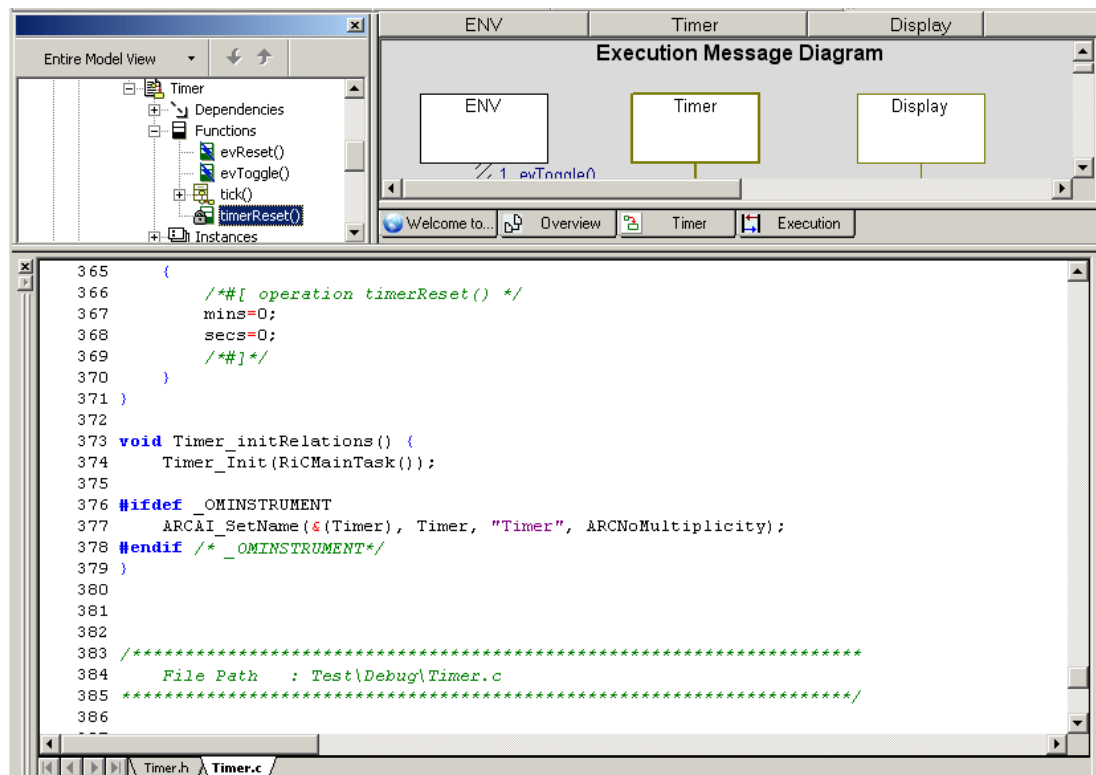 Entire Model View
Timer
Dependencies
Functions
evReset()
evToggle()
tick()
timerReset()
Instances
ENV Timer Display
Execution Message Diagram
ENV Timer Display
1. evToggle()
Welcome to... Overview Timer Execution
365 {
366 /*#[ operation timerReset() */
367 mins=0;
368 secs=0;
369 /*#]*/
370 }
371 }
372
373 void Timer_initRelations() {
374 Timer_Init(RiCMainTask());
375
376 #ifdef _OMINSTRUMENT
377 ARCAI_SetName(&(Timer), Timer, "Timer", ARCNoMultiplicity);
378 #endif /* _OMINSTRUMENT*/
379 }
380
381
382
383 /*********************************************************************
384 File Path : Test\Debug\Timer.c
385 *********************************************************************/
386
Timer.h Timer.c